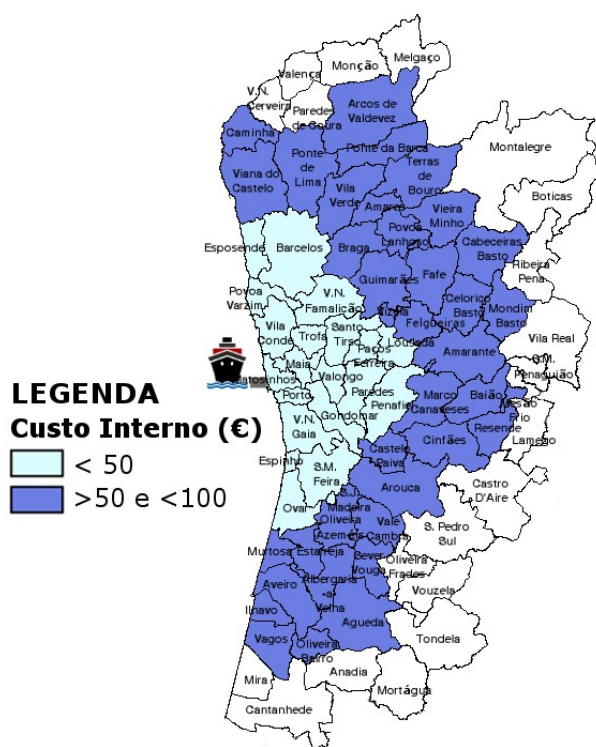 Melgaço
Monção
Valença
V.N.
Cerveira
Paredes
de Coura
Arcos de
Valdevez
Caminha
Ponte
de
Lima
Ponte da Barca
Montalegre
Viana do
Castelo
Vila
Verde
Terras
de
Bouro
Amares
Boticas
Vieira
Minho
Povoa
Lanhoso
Cabeceiras
Basto
Esposende
Barcelos
Braga
Ribeira
Pena
Guimarães
Fafe
Povoa
Varzim
V.N.
Famalicão
Celorico
Basto
Mondim
Basto
Vizela
Felgueiras
Vila
Conde
Trofa
Santo
Tirso
Vila Real
Lousada
Paços
Ferreira
Amarante
S.M.
Penaguião
Maia
Matosinhos
Valongo
Paredes
Porto
Penafiel
Marco
Canaveses
Baião
Mesão
Frio
Gondomar
V.N.
Gaia
Resende
Lamego
Cinfães
Castelo
Paiva
Espinho
S.M.
Feira
Arouca
Castro
D'Aire
Ovar
S.J.
Madeira
Oliveira
Azeméis
Vale
Cambra
S. Pedro
Sul
Murtosa
Estarreja
Sever
Vouga
Oliveira
Frades
Aveiro
Albergaria
-a-
Velha
Vouzela
Ilhavo
Agueda
Vagos
Oliveira
Bairro
Tondela
Anadia
Mira
Mortágua
Cantanhede
LEGENDA
Custo Interno (€)
< 50
>50 e <100